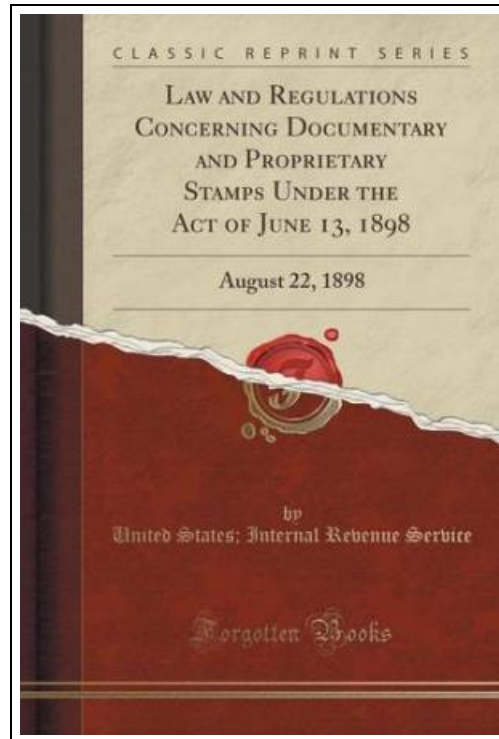 CLASSIC REPRINT SERIES
LAW AND REGULATIONS
CONCERNING DOCUMENTARY
AND PROPRIETARY
STAMPS UNDER THE
ACT OF JUNE 13, 1898
August 22, 1898
F
by
United States; Internal Revenue Service
Forgotten Books